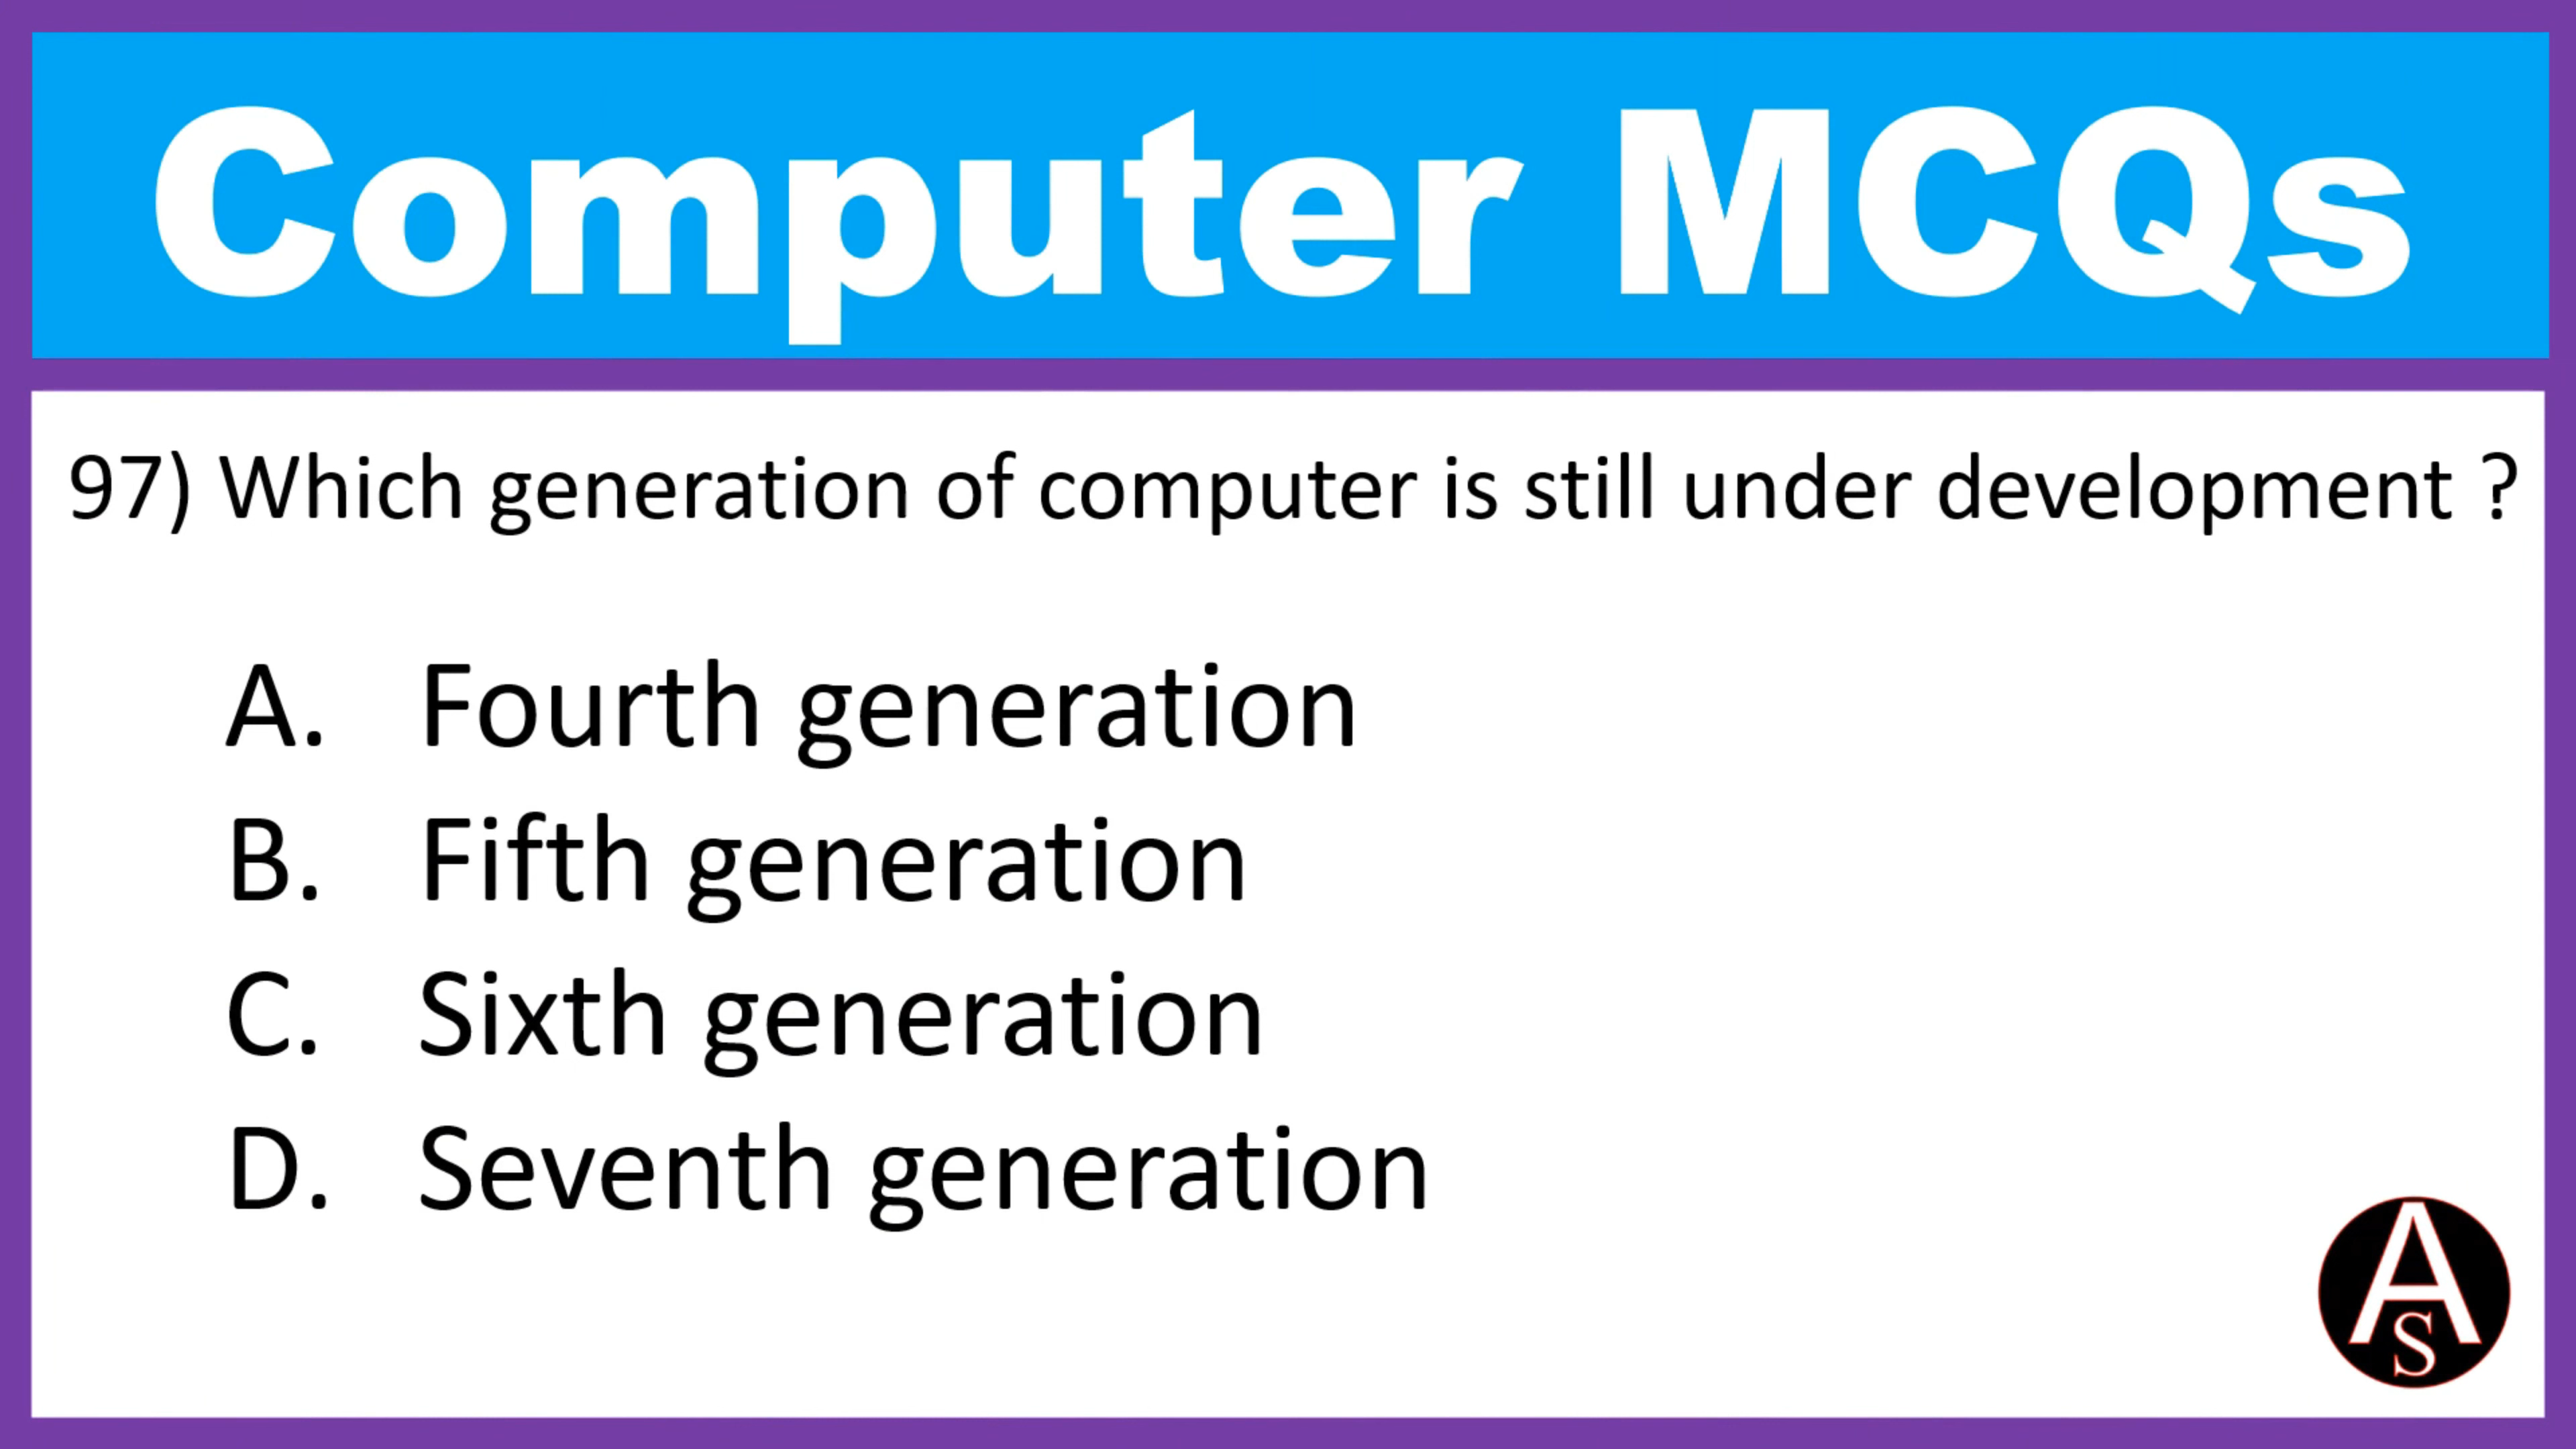 Computer MCQs
97) Which generation of computer is still under development ?
A. Fourth generation
B. Fifth generation
C. Sixth generation
D. Seventh generation
A
S